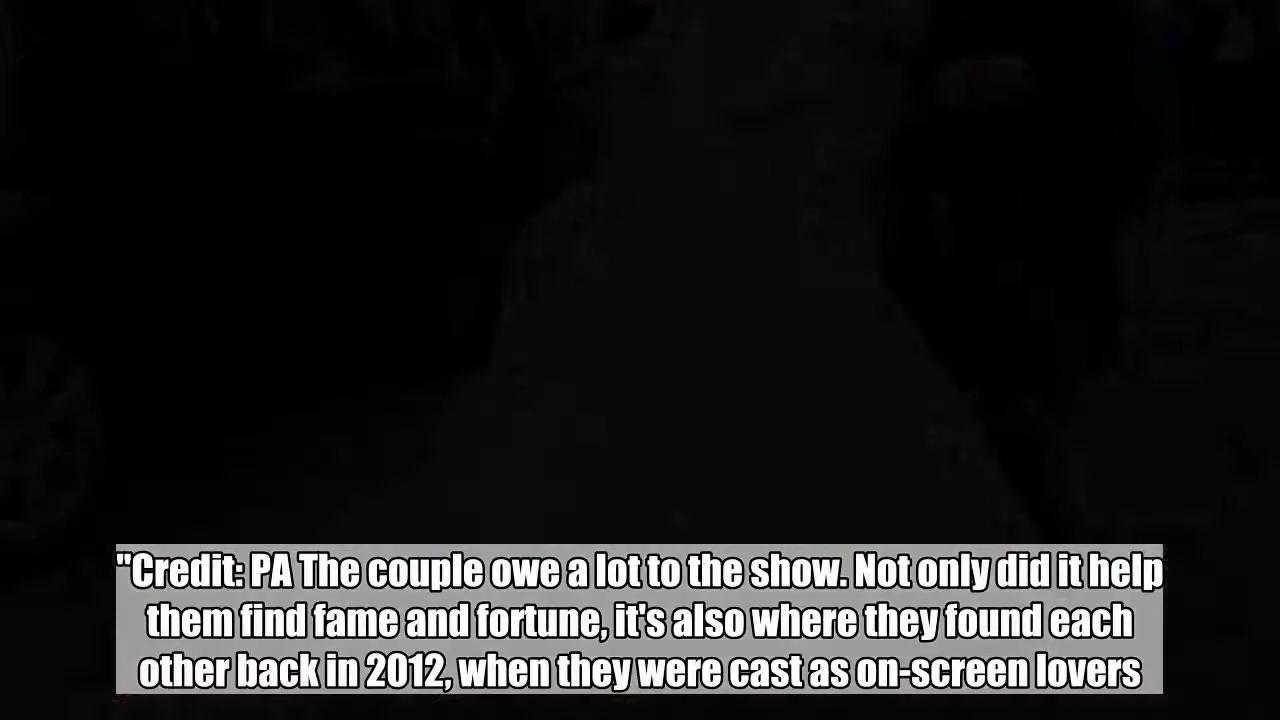 "Credit: PA The couple owe a lot to the show. Not only did it help
them find fame and fortune, it's also where they found each
other back in 2012, when they were cast as on-screen lovers